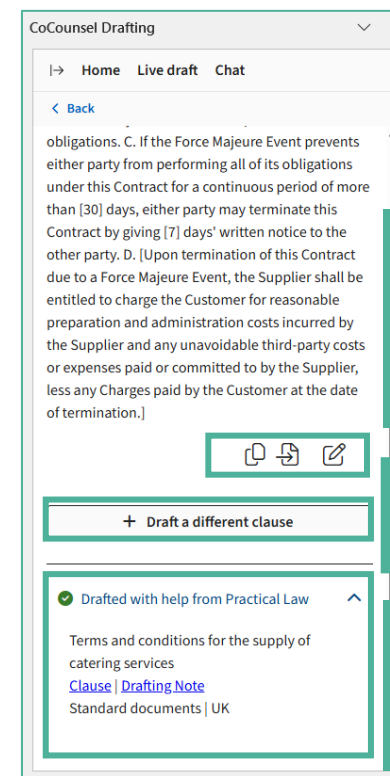 CoCounsel Drafting
Home Live draft Chat
Back
obligations. C. If the Force Majeure Event prevents
either party from performing all of its obligations
under this Contract for a continuous period of more
than [30] days, either party may terminate this
Contract by giving [7] days' written notice to the
other party. D. [Upon termination of this Contract
due to a Force Majeure Event, the Supplier shall be
entitled to charge the Customer for reasonable
preparation and administration costs incurred by
the Supplier and any unavoidable third-party costs
or expenses paid or committed to by the Supplier,
less any Charges paid by the Customer at the date
of termination.]
+ Draft a different clause
Drafted with help from Practical Law
Terms and conditions for the supply of
catering services
Clause | Drafting Note
Standard documents | UK